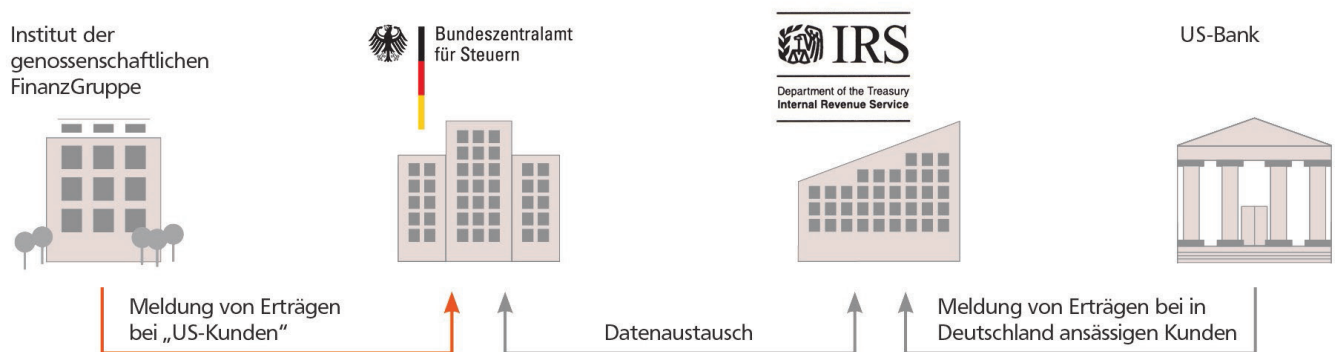 Institut der
genossenschaftlichen
FinanzGruppe
Bundeszentralamt
für Steuern
IRS
Department of the Treasury
Internal Revenue Service
US-Bank
Meldung von Erträgen
bei „US-Kunden“
Datenaustausch
Meldung von Erträgen bei in
Deutschland ansässigen Kunden